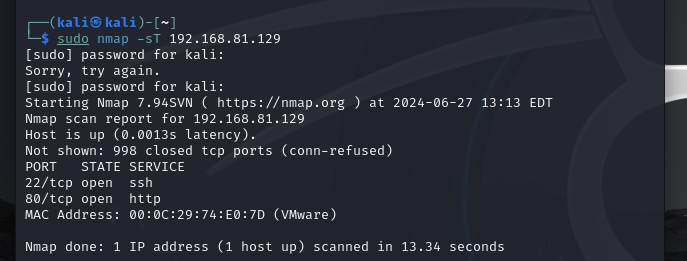 ┌──(kali㉿kali)-[~]
└─$ sudo nmap -sT 192.168.81.129
[sudo] password for kali:
Sorry, try again.
[sudo] password for kali:
Starting Nmap 7.94SVN ( https://nmap.org ) at 2024-06-27 13:13 EDT
Nmap scan report for 192.168.81.129
Host is up (0.0013s latency).
Not shown: 998 closed tcp ports (conn-refused)
PORT   STATE SERVICE
22/tcp open  ssh
80/tcp open  http
MAC Address: 00:0C:29:74:E0:7D (VMware)

Nmap done: 1 IP address (1 host up) scanned in 13.34 seconds